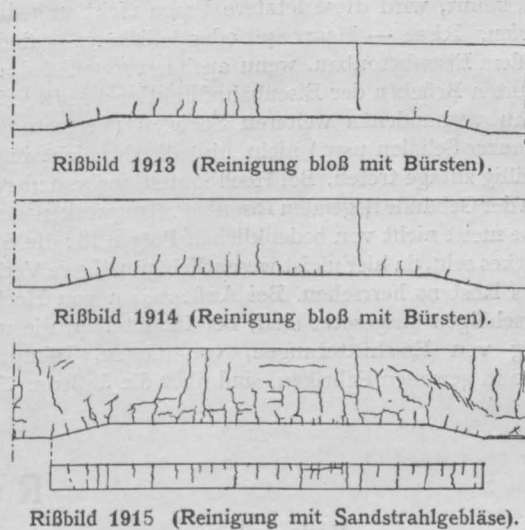 Rißbild 1913 (Reinigung bloß mit Bürsten).
Rißbild 1914 (Reinigung bloß mit Bürsten).
Rißbild 1915 (Reinigung mit Sandstrahlgebläse).